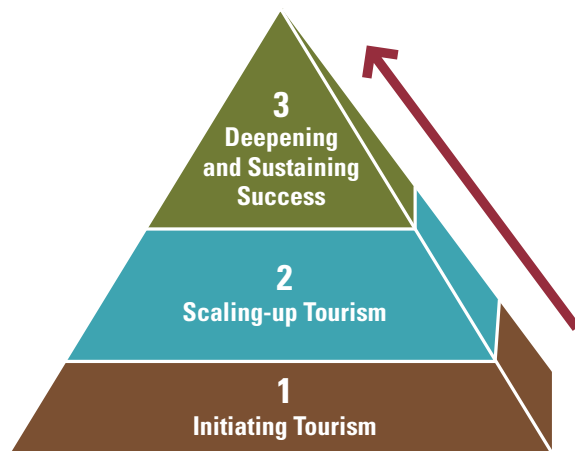 3
Deepening
and Sustaining
Success
2
Scaling-up Tourism
1
Initiating Tourism